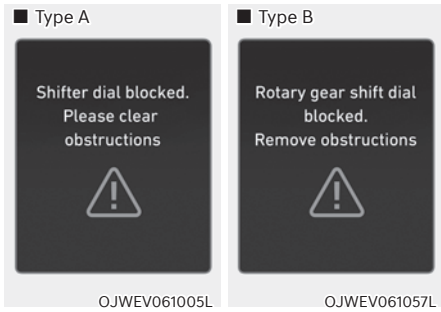 ■ Type A
Shifter dial blocked.
Please clear
obstructions
OJWEV061005L
■ Type B
Rotary gear shift dial
blocked.
Remove obstructions
OJWEV061057L